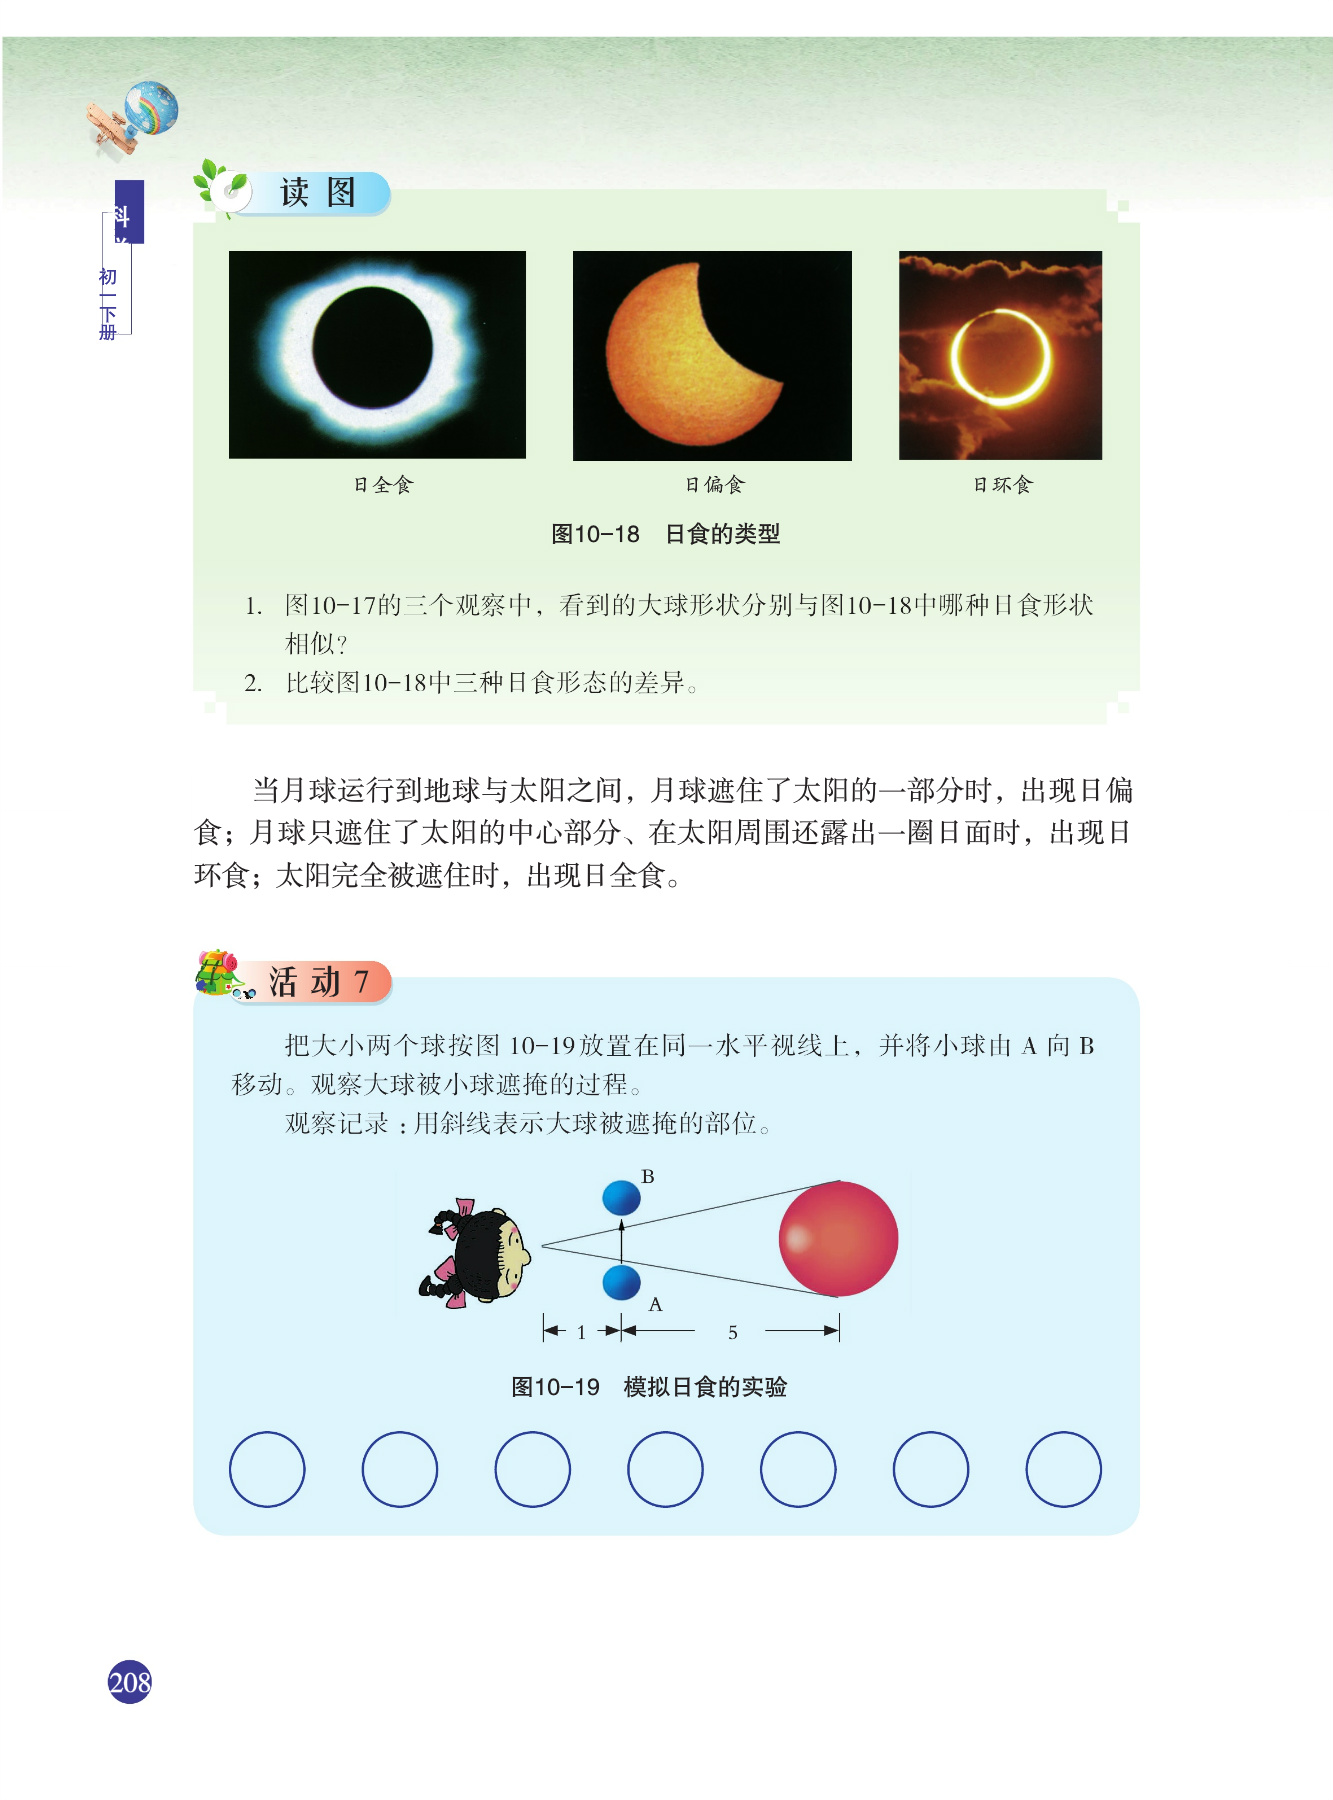 科
初一下册
读 图
日全食
日偏食
日环食
图10-18 日食的类型
1. 图10-17的三个观察中，看到的大球形状分别与图10-18中哪种日食形状
相似？
2. 比较图10-18中三种日食形态的差异。
当月球运行到地球与太阳之间，月球遮住了太阳的一部分时，出现日偏
食；月球只遮住了太阳的中心部分、在太阳周围还露出一圈日面时，出现日
环食；太阳完全被遮住时，出现日全食。
活 动 7
把大小两个球按图 10-19放置在同一水平视线上，并将小球由 A 向 B
移动。观察大球被小球遮掩的过程。
观察记录：用斜线表示大球被遮掩的部位。
B
A
1
5
图10-19 模拟日食的实验
208